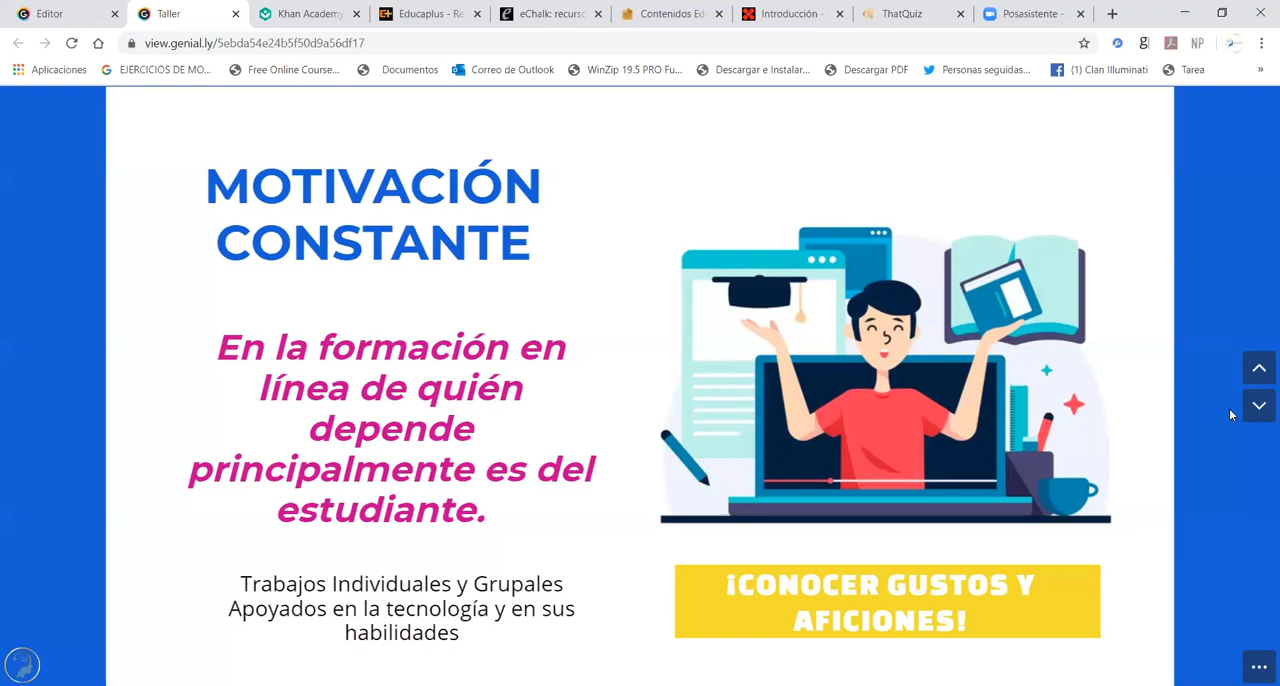 Editor
Taller
Khan Academy
Educaplus - Re
eChalk: recurso
Contenidos Ed
Introducción -
ThatQuiz
Posasistente -
view.genial.ly/5ebda54e24b5f50d9a56df17
g
NP
Aplicaciones
EJERCICIOS DE MO...
Free Online Course...
Documentos
Correo de Outlook
WinZip 19.5 PRO Fu...
Descargar e Instalar...
Descargar PDF
Personas seguidas...
(1) Clan Illuminati
Tarea
»
MOTIVACIÓN
CONSTANTE
En la formación en
línea de quién
depende
principalmente es del
estudiante.
Trabajos Individuales y Grupales
Apoyados en la tecnología y en sus
habilidades
¡CONOCER GUSTOS Y
AFICIONES!